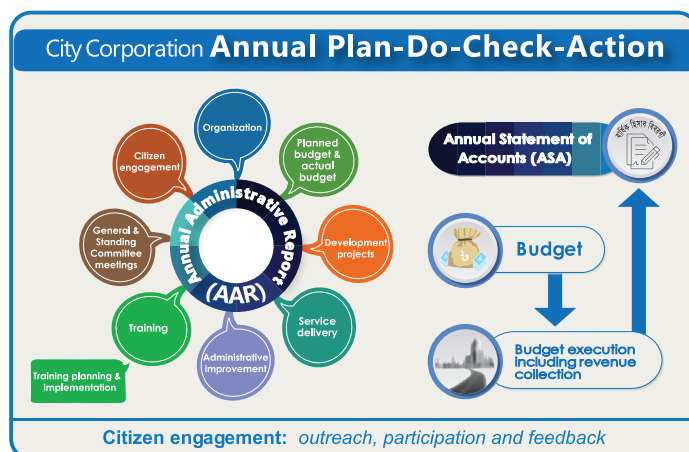 City Corporation Annual Plan-Do-Check-Action
Organization
Planned
budget &
actual
budget
Development
projects
Service
delivery
Administrative
improvement
Training
Training planning &
implementation
General &
Standing
Committee
meetings
Citizen
engagement
Annual Administrative Report
(AAR)
Annual Statement of
Accounts (ASA)
বার্ষিক হিসাব বিবরণী
Budget
৳
Budget execution
including revenue
collection
Citizen engagement: outreach, participation and feedback